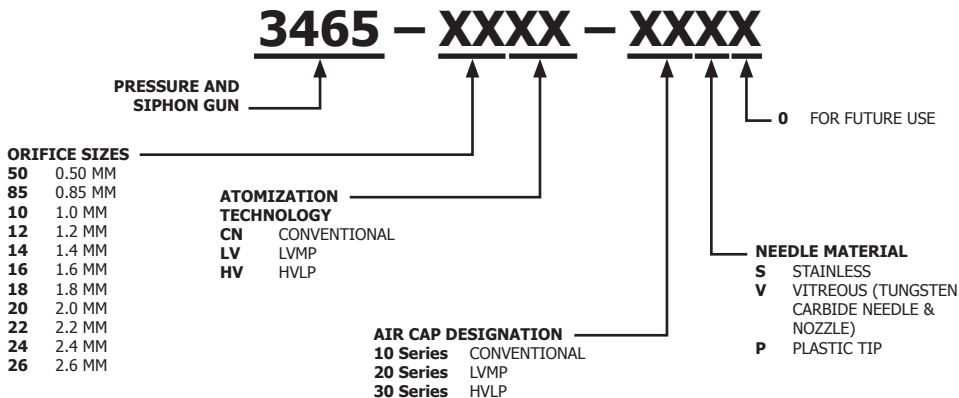 3465 – XXXX – XXXX
PRESSURE AND
SIPHON GUN
0 FOR FUTURE USE
ORIFICE SIZES
50 0.50 MM
85 0.85 MM
10 1.0 MM
12 1.2 MM
14 1.4 MM
16 1.6 MM
18 1.8 MM
20 2.0 MM
22 2.2 MM
24 2.4 MM
26 2.6 MM
ATOMIZATION
TECHNOLOGY
CN CONVENTIONAL
LV LVMP
HV HVLP
AIR CAP DESIGNATION
10 Series CONVENTIONAL
20 Series LVMP
30 Series HVLP
NEEDLE MATERIAL
S STAINLESS
V VITREOUS (TUNGSTEN
CARBIDE NEEDLE &
NOZZLE)
P PLASTIC TIP